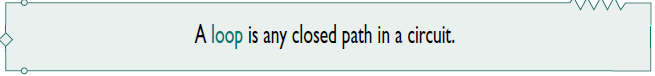 A loop is any closed path in a circuit.